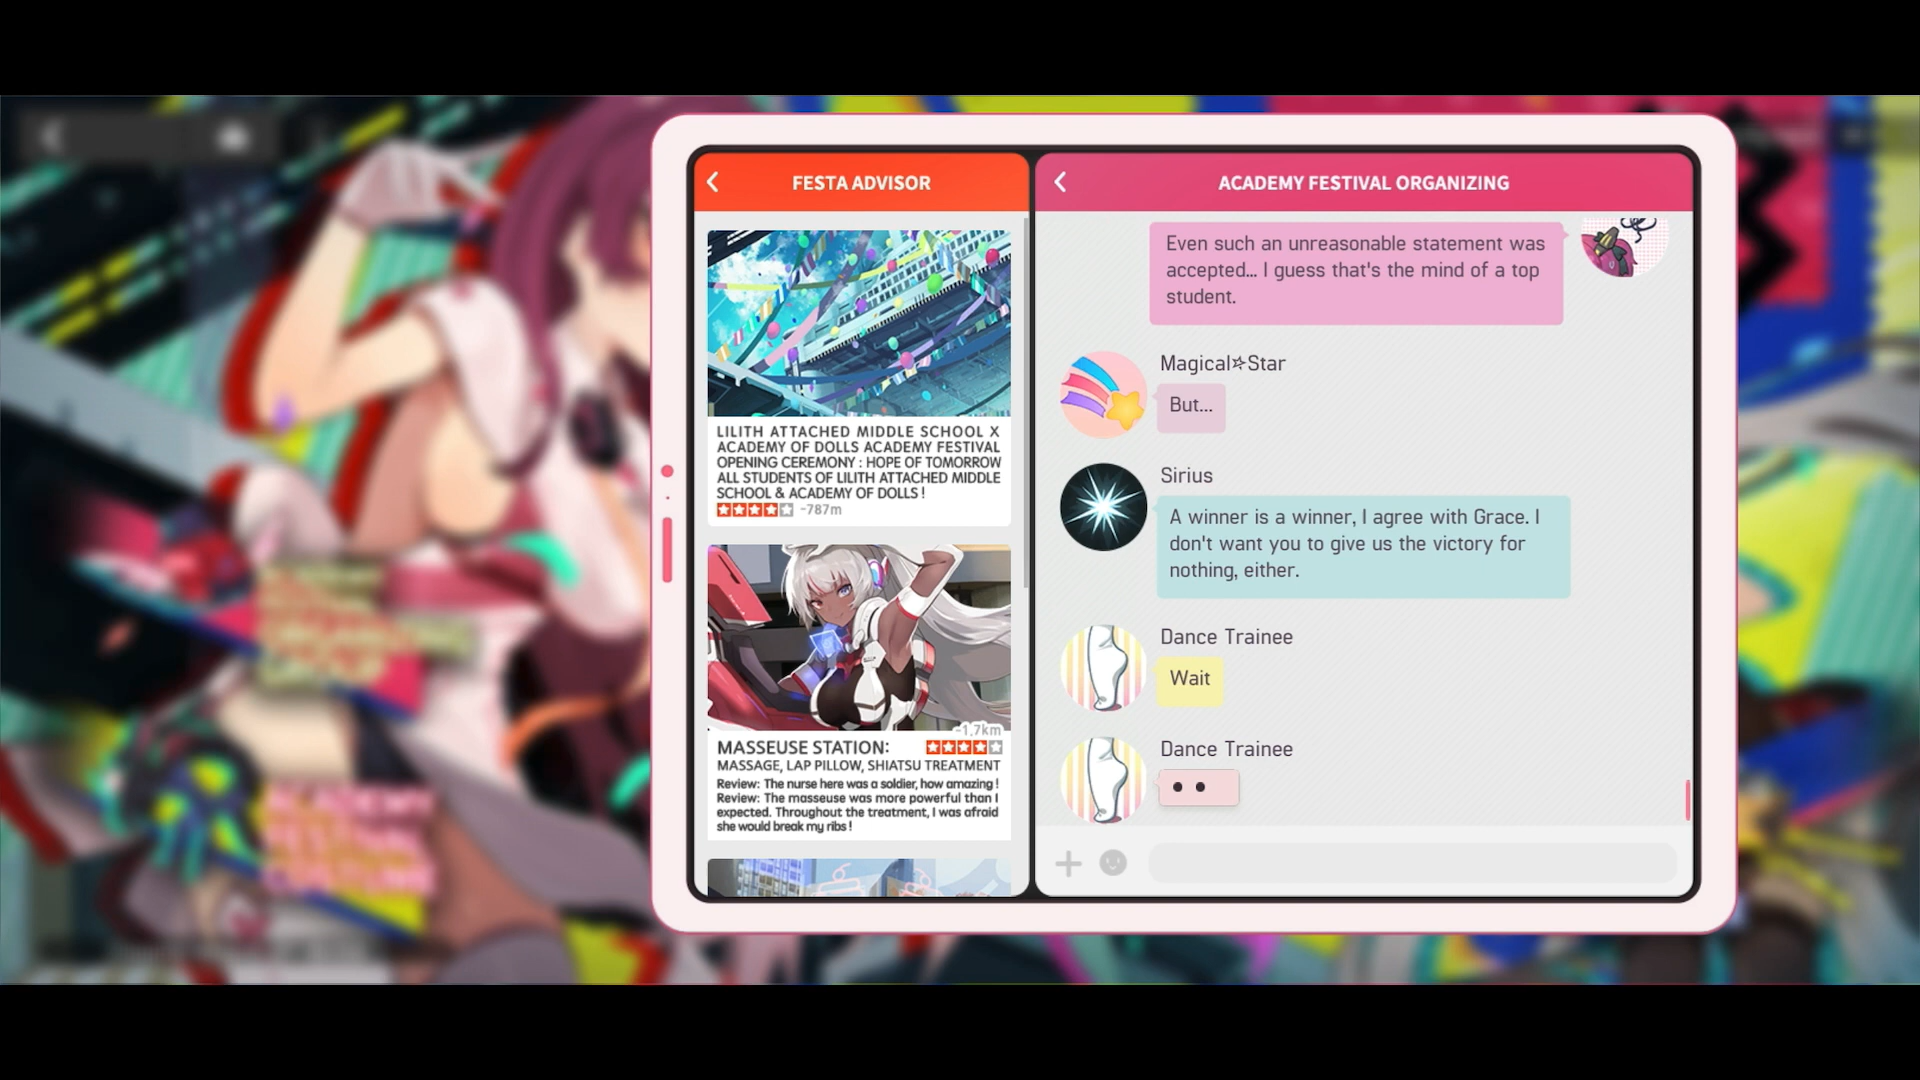 FESTA ADVISOR
LILITH ATTACHED MIDDLE SCHOOL X
ACADEMY OF DOLLS ACADEMY FESTIVAL
OPENING CEREMONY : HOPE OF TOMORROW
ALL STUDENTS OF LILITH ATTACHED MIDDLE
SCHOOL & ACADEMY OF DOLLS !
~787m
~1.7km
MASSEUSE STATION:
MASSAGE, LAP PILLOW, SHIATSU TREATMENT
Review: The nurse here was a soldier, how amazing !
Review: The masseuse was more powerful than I
expected. Throughout the treatment, I was afraid
she would break my ribs !
ACADEMY FESTIVAL ORGANIZING
Even such an unreasonable statement was
accepted... I guess that's the mind of a top
student.
Magical☆Star
But...
Sirius
A winner is a winner, I agree with Grace. I
don't want you to give us the victory for
nothing, either.
Dance Trainee
Wait
Dance Trainee
ACADEMY
FESTIVAL
COSTUME